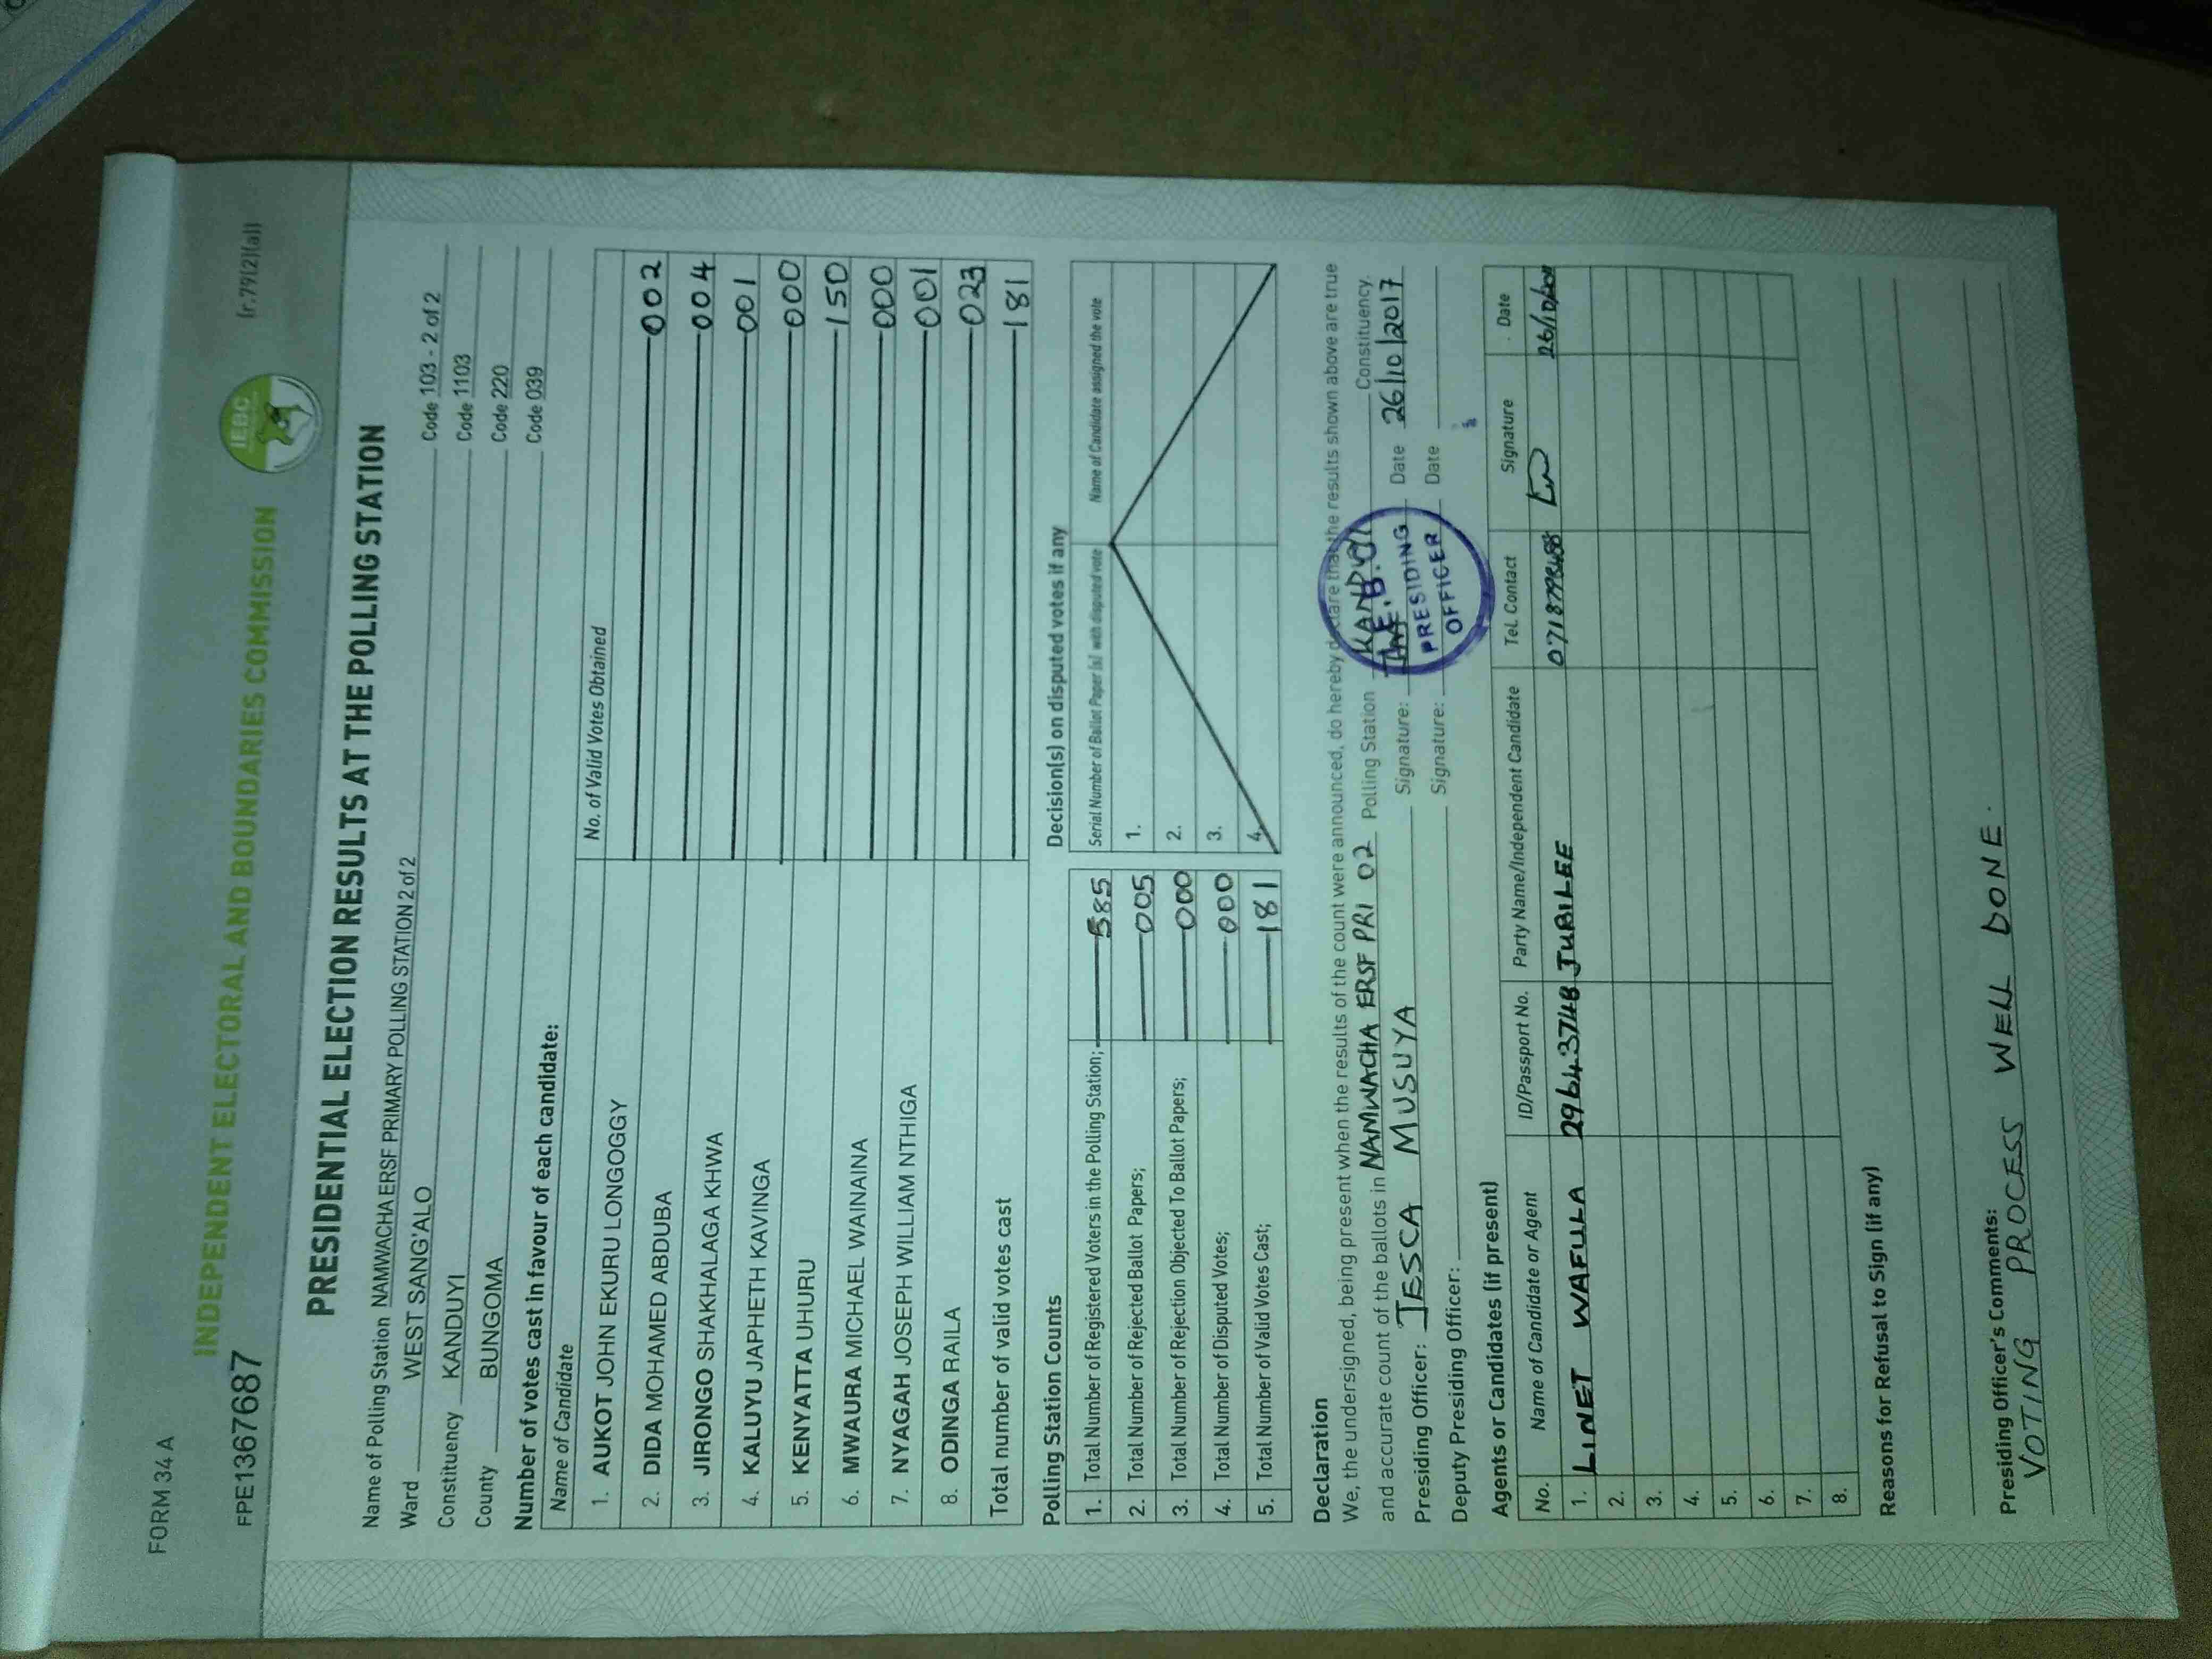 FORM 34 A
INDEPENDENT ELECTORAL AND BOUNDARIES COMMISSION
IEBC
FPE1367687
(r.79(2)(a))
PRESIDENTIAL ELECTION RESULTS AT THE POLLING STATION
Name of Polling Station NAMWACHA ERSF PRIMARY POLLING STATION 2 of 2 Code 103 - 2 of 2
Ward WEST SANG'ALO Code 1103
Constituency KANDUYI Code 220
County BUNGOMA Code 039
Number of votes cast in favour of each candidate:
Name of Candidate No. of Valid Votes Obtained
1. AUKOT JOHN EKURU LONGOGGY 002
2. DIDA MOHAMED ABDUBA 004
3. JIRONGO SHAKHALAGA KHWA 001
4. KALUYU JAPHETH KAVINGA 000
5. KENYATTA UHURU 150
6. MWAURA MICHAEL WAINAINA 000
7. NYAGAH JOSEPH WILLIAM NTHIGA 001
8. ODINGA RAILA 023
Total number of valid votes cast 181
Polling Station Counts
1. Total Number of Registered Voters in the Polling Station; 585
2. Total Number of Rejected Ballot Papers; 005
3. Total Number of Rejection Objected To Ballot Papers; 000
4. Total Number of Disputed Votes; 000
5. Total Number of Valid Votes Cast; 181
Decision(s) on disputed votes if any
Serial Number of Ballot Paper (s) with disputed vote Name of Candidate assigned the vote
1.
2.
3.
4.
Declaration
We, the undersigned, being present when the results of the count were announced, do hereby declare that the results shown above are true
and accurate count of the ballots in NAMWACHA ERSF PRI 02 Polling Station KANDUYI Constituency.
Presiding Officer: JESCA MUSUYA Signature: Date 26/10/2017
Deputy Presiding Officer: Signature: Date
I.E.B.C.
PRESIDING
OFFICER
Agents or Candidates (if present)
No. Name of Candidate or Agent ID/Passport No. Party Name/Independent Candidate Tel. Contact Signature Date
1. LINET WAFULLA 29643748 JUBILEE
2.
3.
4.
5.
6.
7.
8.
Reasons for Refusal to Sign (if any)
Presiding Officer's Comments:
VOTING PROCESS WELL DONE.